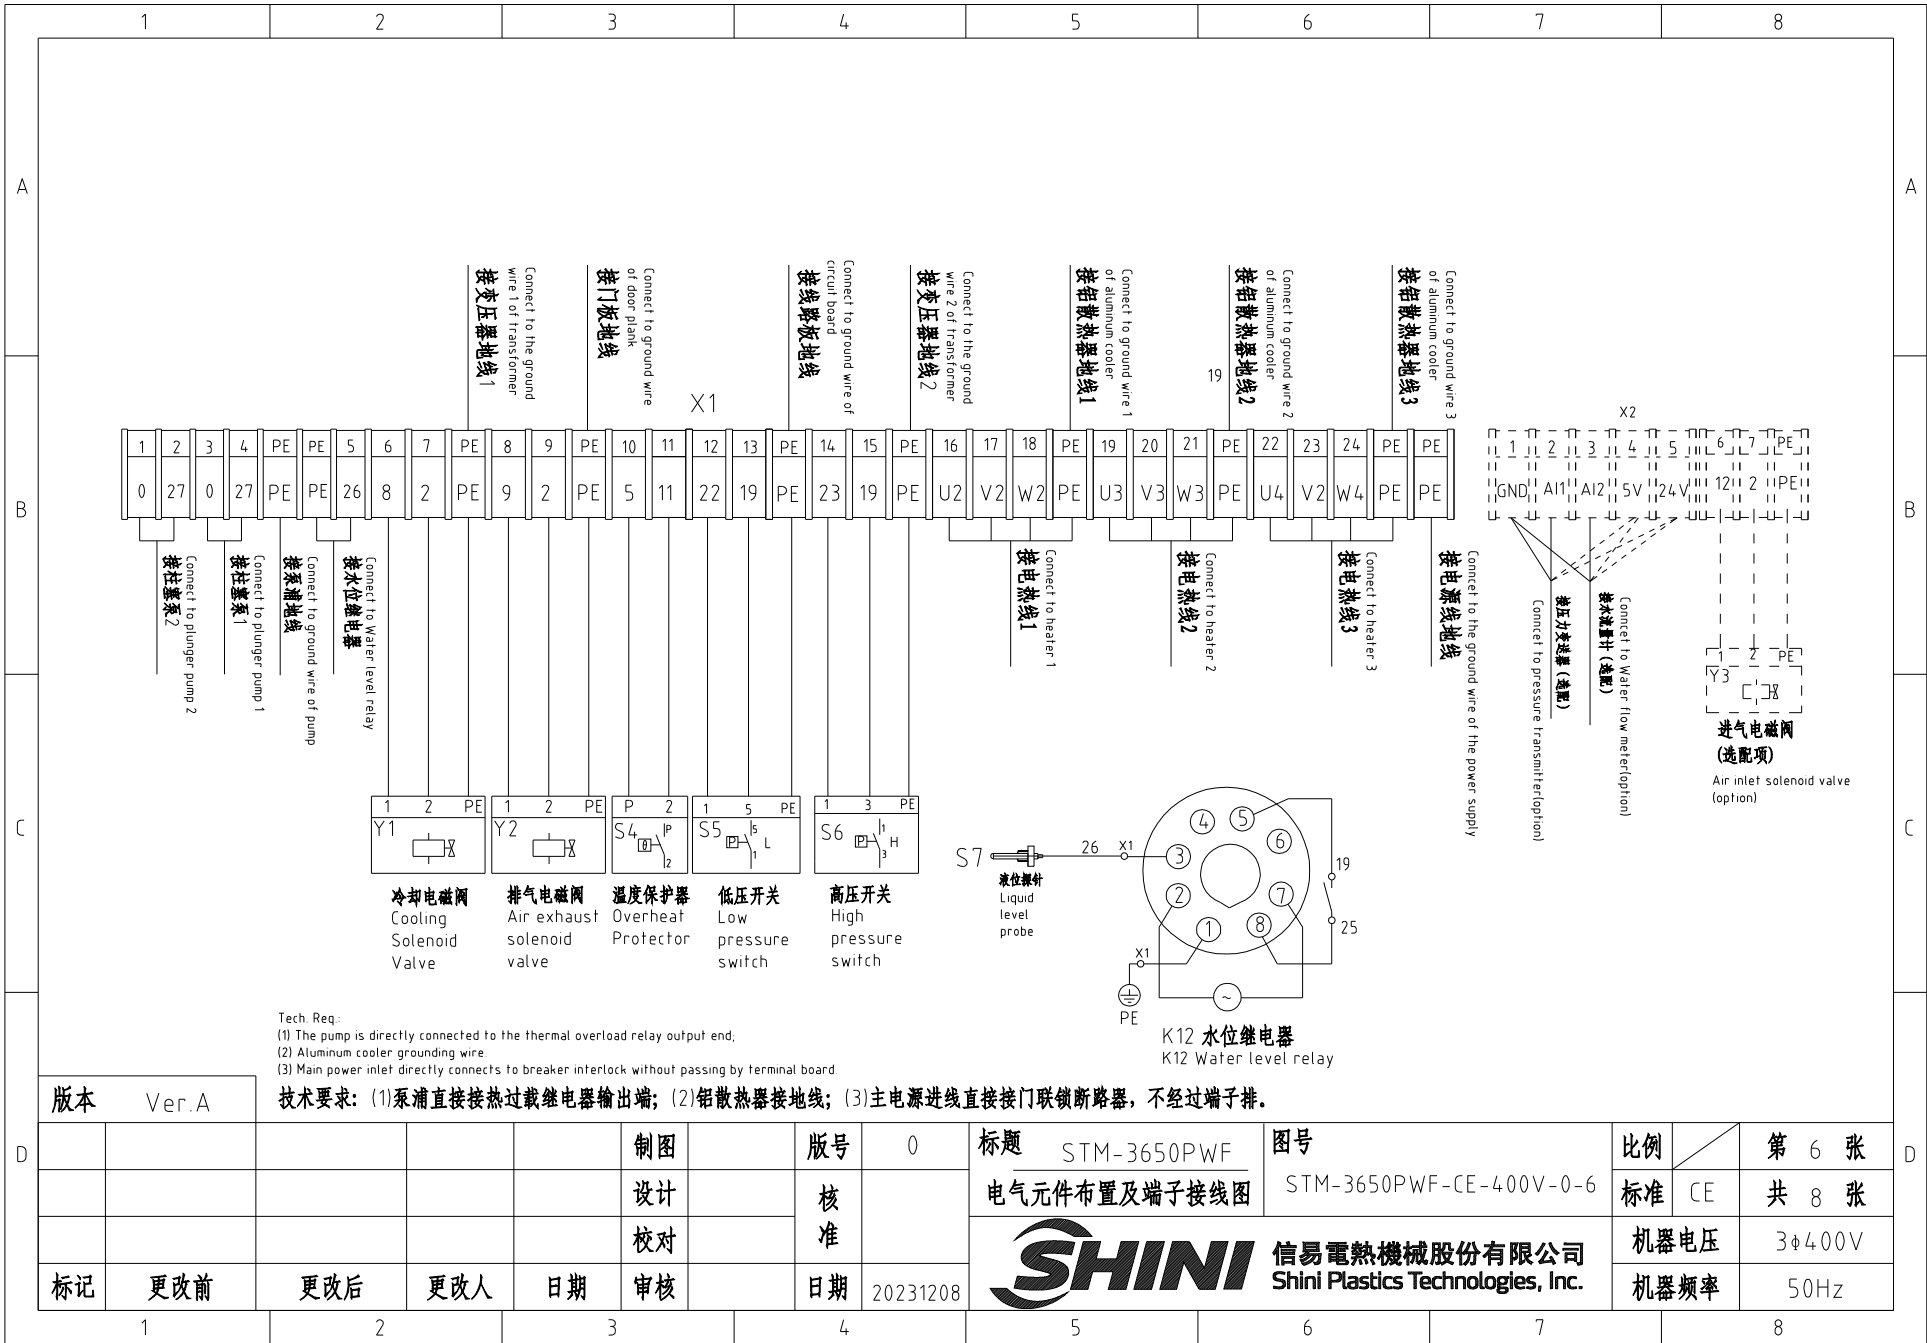 1 2 3 4 5 6 7 8
A A
接变压器地线1
Connect to the ground
wire 1 of transformer
接门板地线
Connect to ground wire
of door plank
接线路板地线
Connect to ground wire of
circuit board
接变压器地线2
Connect to the ground
wire 2 of transformer
接铝散热器地线1
Connect to ground wire 1
of aluminum cooler
19
接铝散热器地线2
Connect to ground wire 2
of aluminum cooler
接铝散热器地线3
Connect to ground wire 3
of aluminum cooler
X1
X2
1 2 3 4 PE PE 5 6 7 PE 8 9 PE 10 11 12 13 PE 14 15 PE 16 17 18 PE 19 20 21 PE 22 23 24 PE PE
1 2 3 4 5 6 7 PE
0 27 0 27 PE PE 26 8 2 PE 9 2 PE 5 11 22 19 PE 23 19 PE U2 V2 W2 PE U3 V3 W3 PE U4 V2 W4 PE PE
GND AI1 AI2 5V 24V 12 2 PE
B B
接柱塞泵2
Connect to plunger pump 2
接柱塞泵1
Connect to plunger pump 1
接泵浦地线
Connect to ground wire of pump
接水位继电器
Connect to Water level relay
接电热线1
Connect to heater 1
接电热线2
Connect to heater 2
接电热线3
Connect to heater 3
接电源线地线
Conncet to the ground wire of the power supply
接压力变送器（选配）
Conncet to pressure transmitter(option)
接水流量计（选配）
Conncet to Water flow meter(option)
1 2 PE
Y3
进气电磁阀
(选配项)
Air inlet solenoid valve
(option)
C C
1 2 PE
Y1
冷却电磁阀
Cooling
Solenoid
Valve
1 2 PE
Y2
排气电磁阀
Air exhaust
solenoid
valve
P 2
S4 θ P
2
温度保护器
Overheat
Protector
1 5 PE
S5 P 5 L
1
低压开关
Low
pressure
switch
1 3 PE
S6 P 1 H
3
高压开关
High
pressure
switch
S7 26 X1
液位探针
Liquid
level
probe
4 5
3 6
2 7
1 8
19
25
X1
PE
~
K12 水位继电器
K12 Water level relay
Tech. Req.:
(1) The pump is directly connected to the thermal overload relay output end;
(2) Aluminum cooler grounding wire.
(3) Main power inlet directly connects to breaker interlock without passing by terminal board.
技术要求: (1)泵浦直接接热过载继电器输出端; (2)铝散热器接地线; (3)主电源进线直接接门联锁断路器，不经过端子排。
版本 Ver.A
D D
制图 版号 0
标题 STM-3650PWF
电气元件布置及端子接线图
图号
STM-3650PWF-CE-400V-0-6
比例 第 6 张
设计 核准
标准 CE 共 8 张
校对
机器电压 3φ400V
标记 更改前 更改后 更改人 日期 审核 日期 20231208
SHINI
信易電熱機械股份有限公司
Shini Plastics Technologies, Inc.
机器频率 50Hz
1 2 3 4 5 6 7 8